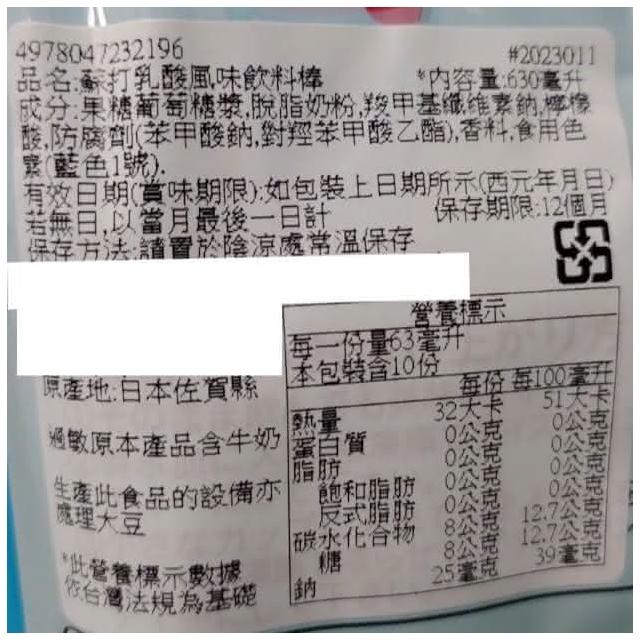 4978047232196 #2023011
品名:蘇打乳酸風味飲料棒 *內容量:630毫升
成分:果糖葡萄糖漿,脫脂奶粉,羧甲基纖維素鈉,檸檬
酸,防腐劑(苯甲酸鈉,對羥苯甲酸乙酯),香料,食用色
素(藍色1號).
有效日期(賞味期限):如包裝上日期所示(西元年月日)
若無日,以當月最後一日計 保存期限:12個月
保存方法:請置於陰涼處常溫保存
原產地:日本佐賀縣
過敏原本產品含牛奶
生產此食品的設備亦
處理大豆
*此營養標示數據
依台灣法規為基礎
營養標示
每一份量63毫升
本包裝含10份
每份 每100毫升
熱量 32大卡 51大卡
蛋白質 0公克 0公克
脂肪 0公克 0公克
飽和脂肪 0公克 0公克
反式脂肪 0公克 0公克
碳水化合物 8公克 12.7公克
糖 8公克 12.7公克
鈉 25毫克 39毫克